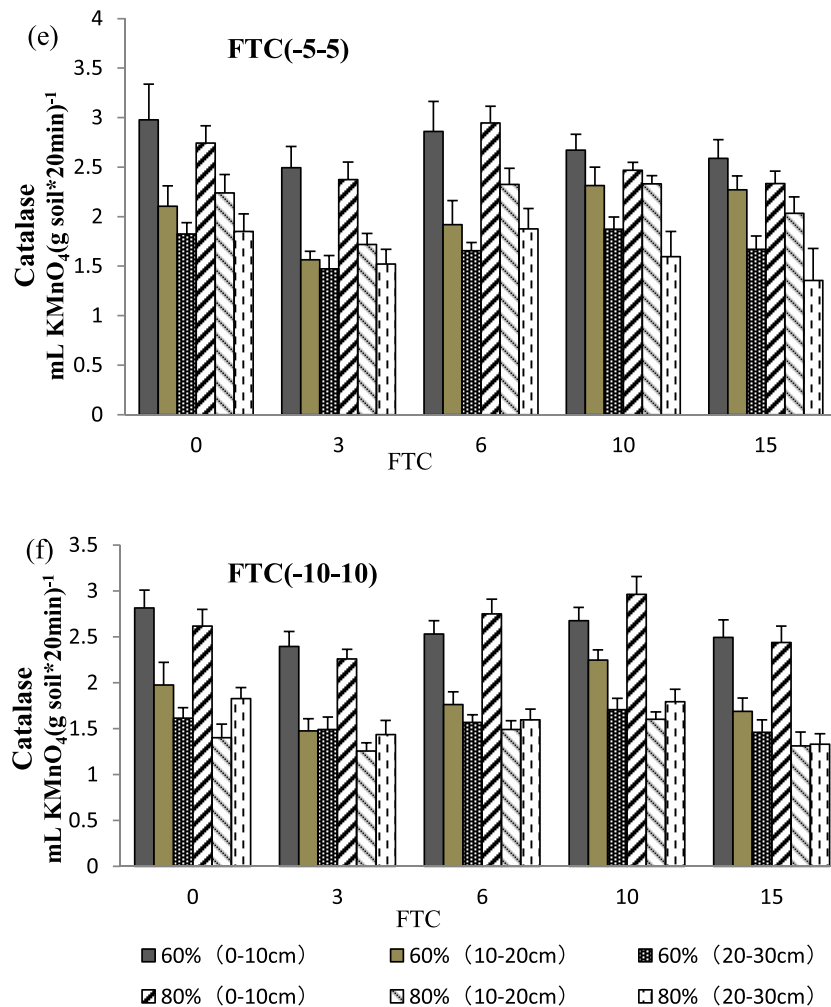 (e)
FTC(-5-5)
Catalase
mL KMnO₄(g soil*20min)⁻¹
4
3.5
3
2.5
2
1.5
1
0.5
0
0 3 6 10 15
FTC
(f)
FTC(-10-10)
Catalase
mL KMnO₄(g soil*20min)⁻¹
3.5
3
2.5
2
1.5
1
0.5
0
0 3 6 10 15
FTC
60%（0-10cm） 60%（10-20cm） 60%（20-30cm）
80%（0-10cm） 80%（10-20cm） 80%（20-30cm）